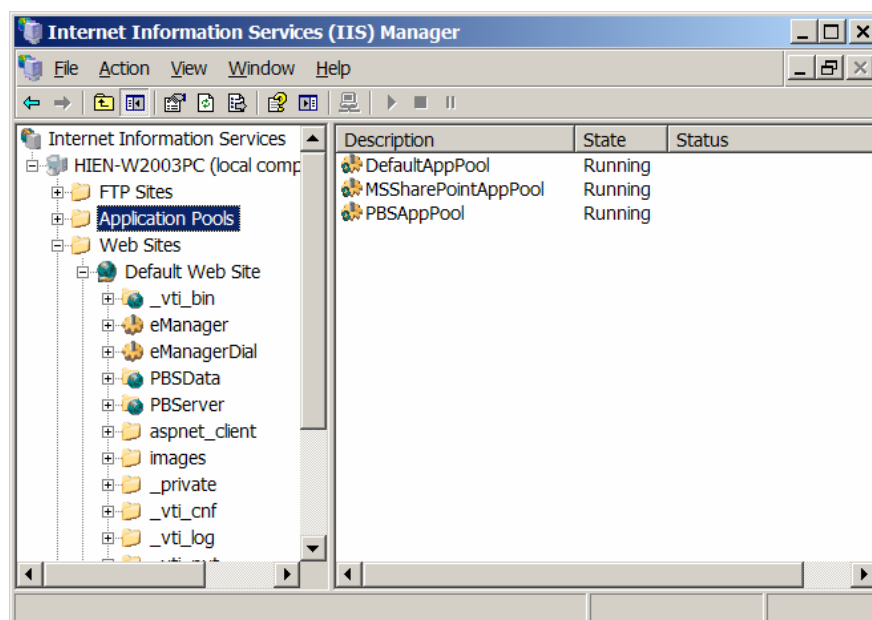 Internet Information Services (IIS) Manager
File Action View Window Help
Internet Information Services
HIEN-W2003PC (local comp
FTP Sites
Application Pools
Web Sites
Default Web Site
_vti_bin
eManager
eManagerDial
PBSData
PBServer
aspnet_client
images
_private
_vti_cnf
_vti_log
Description State Status
DefaultAppPool Running
MSSharePointAppPool Running
PBSAppPool Running